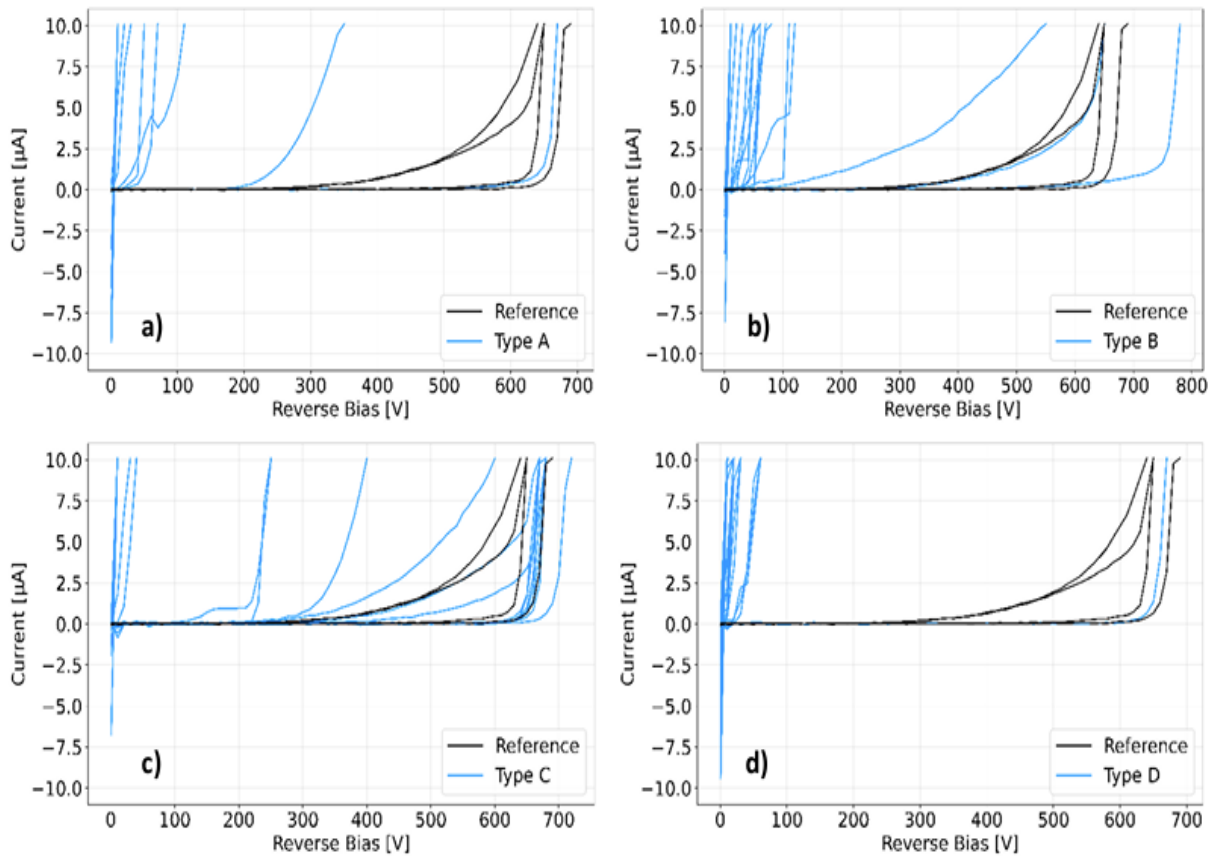 10.0
7.5
5.0
2.5
0.0
−2.5
−5.0
−7.5
−10.0
Current [µA]
a)
Reference
Type A
0 100 200 300 400 500 600 700
Reverse Bias [V]
10.0
7.5
5.0
2.5
0.0
−2.5
−5.0
−7.5
−10.0
Current [µA]
b)
Reference
Type B
0 100 200 300 400 500 600 700 800
Reverse Bias [V]
10.0
7.5
5.0
2.5
0.0
−2.5
−5.0
−7.5
−10.0
Current [µA]
c)
Reference
Type C
0 100 200 300 400 500 600 700
Reverse Bias [V]
10.0
7.5
5.0
2.5
0.0
−2.5
−5.0
−7.5
−10.0
Current [µA]
d)
Reference
Type D
0 100 200 300 400 500 600 700
Reverse Bias [V]